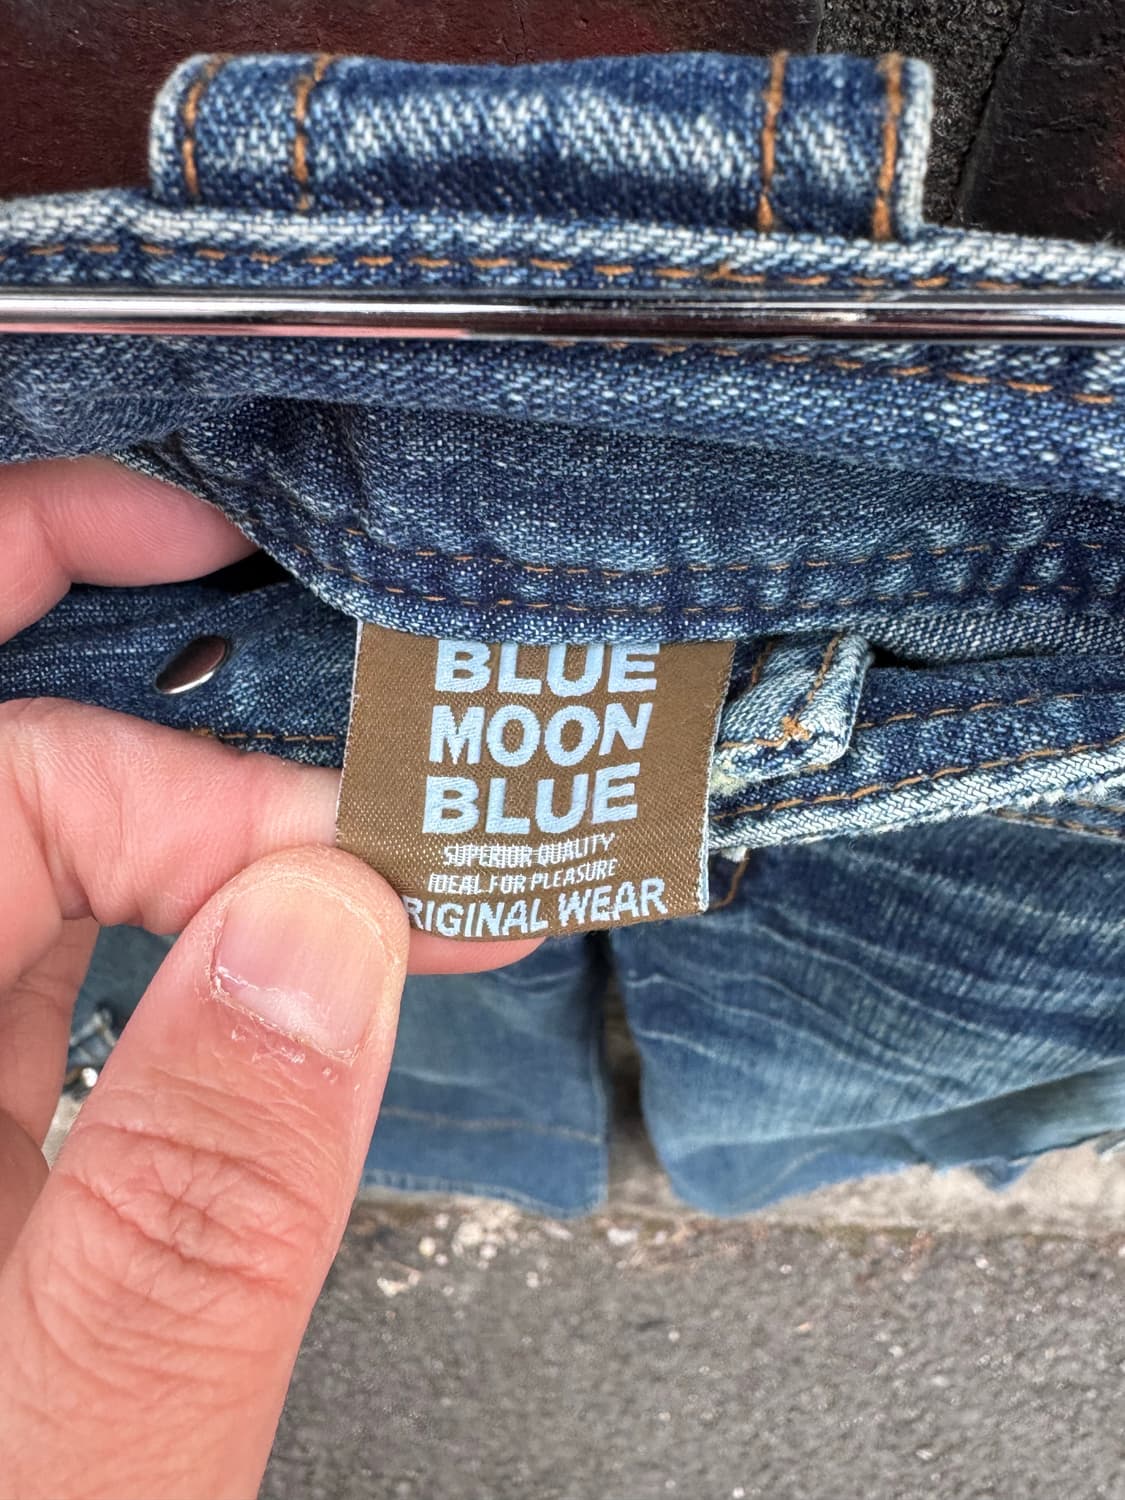 BLUE
MOON
BLUE
SUPERIOR QUALITY
IDEAL FOR PLEASURE
RIGINAL WEAR